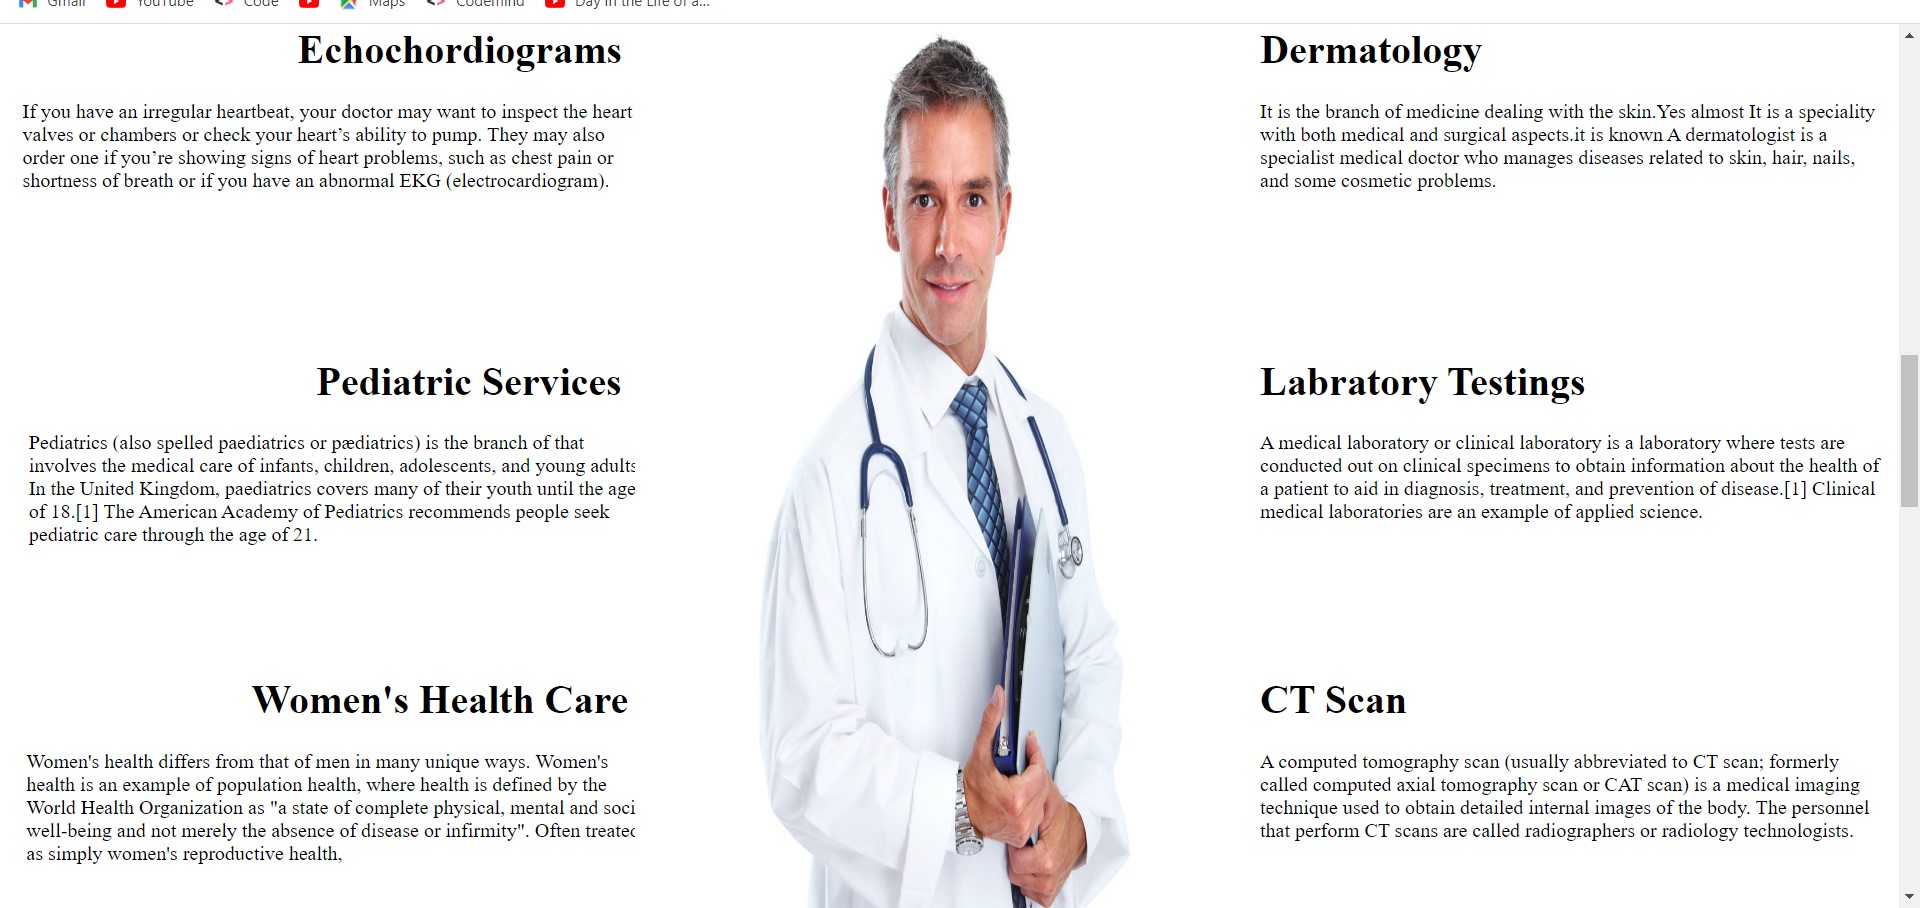 Gmail YouTube Code Maps Codemind Day in the Life of a...
Echochordiograms
If you have an irregular heartbeat, your doctor may want to inspect the heart
valves or chambers or check your heart’s ability to pump. They may also
order one if you’re showing signs of heart problems, such as chest pain or
shortness of breath or if you have an abnormal EKG (electrocardiogram).
Pediatric Services
Pediatrics (also spelled paediatrics or pædiatrics) is the branch of that
involves the medical care of infants, children, adolescents, and young adults
In the United Kingdom, paediatrics covers many of their youth until the age
of 18.[1] The American Academy of Pediatrics recommends people seek
pediatric care through the age of 21.
Women's Health Care
Women's health differs from that of men in many unique ways. Women's
health is an example of population health, where health is defined by the
World Health Organization as "a state of complete physical, mental and soci
well-being and not merely the absence of disease or infirmity". Often treated
as simply women's reproductive health,
Dermatology
It is the branch of medicine dealing with the skin.Yes almost It is a speciality
with both medical and surgical aspects.it is known A dermatologist is a
specialist medical doctor who manages diseases related to skin, hair, nails,
and some cosmetic problems.
Labratory Testings
A medical laboratory or clinical laboratory is a laboratory where tests are
conducted out on clinical specimens to obtain information about the health of
a patient to aid in diagnosis, treatment, and prevention of disease.[1] Clinical
medical laboratories are an example of applied science.
CT Scan
A computed tomography scan (usually abbreviated to CT scan; formerly
called computed axial tomography scan or CAT scan) is a medical imaging
technique used to obtain detailed internal images of the body. The personnel
that perform CT scans are called radiographers or radiology technologists.